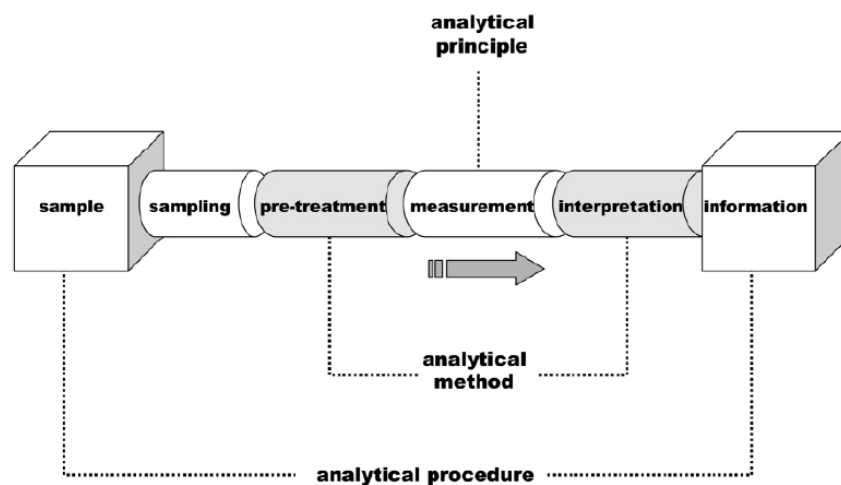 analytical
principle
sample
sampling
pre-treatment
measurement
interpretation
information
analytical
method
analytical procedure